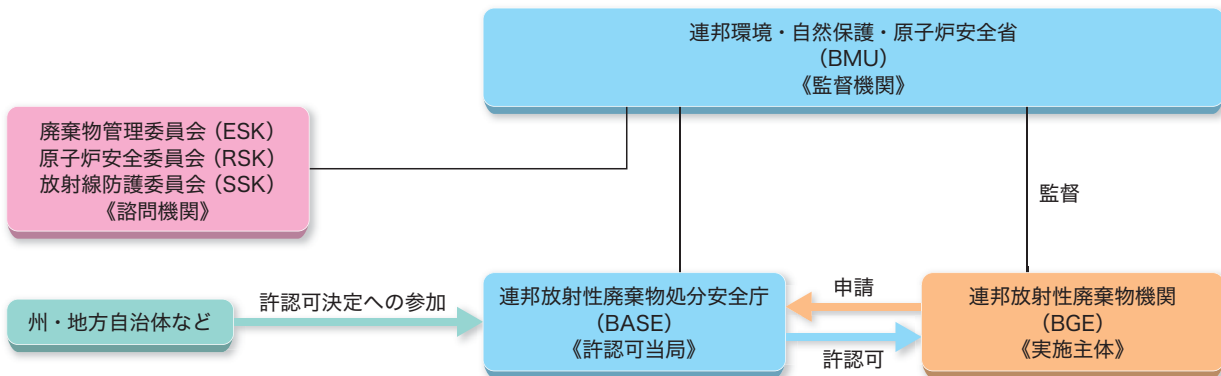 連邦環境・自然保護・原子炉安全省
（BMU）
《監督機関》
廃棄物管理委員会（ESK）
原子炉安全委員会（RSK）
放射線防護委員会（SSK）
《諮問機関》
監督
州・地方自治体など
許認可決定への参加
連邦放射性廃棄物処分安全庁
（BASE）
《許認可当局》
申請
許認可
連邦放射性廃棄物機関
（BGE）
《実施主体》